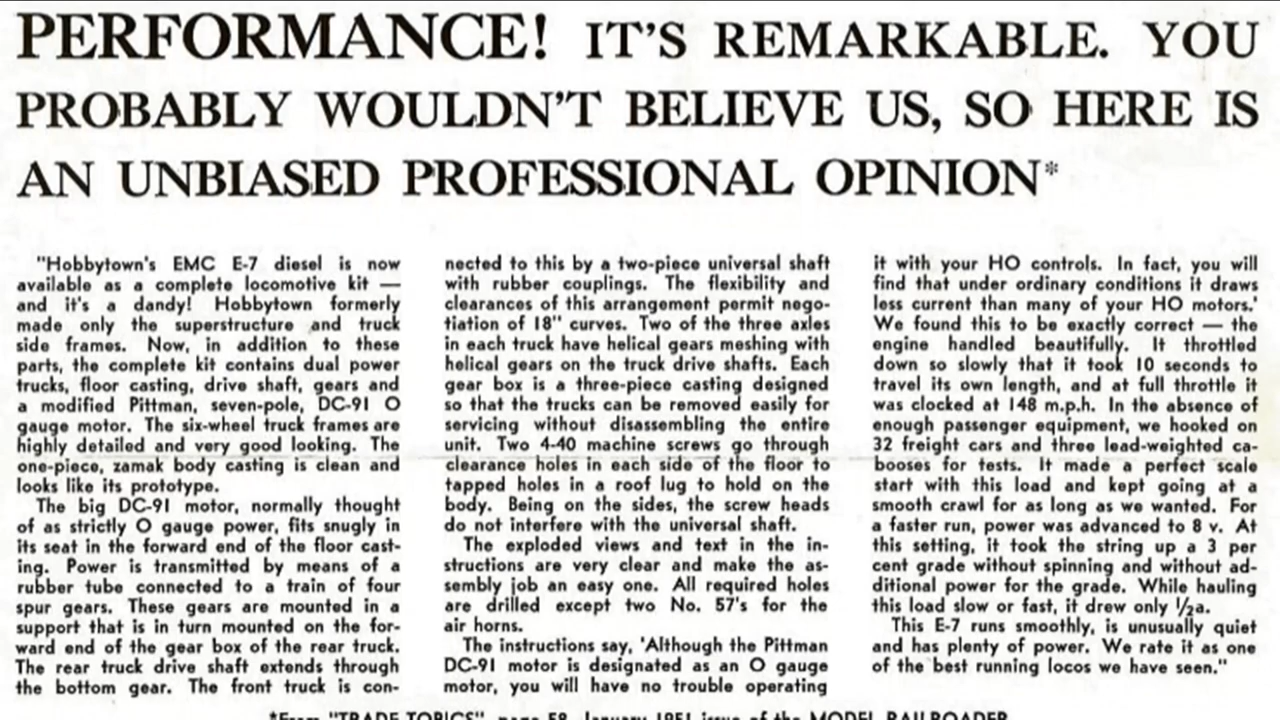 PERFORMANCE! IT'S REMARKABLE. YOU
PROBABLY WOULDN'T BELIEVE US, SO HERE IS
AN UNBIASED PROFESSIONAL OPINION*
"Hobbytown's EMC E-7 diesel is now
available as a complete locomotive kit —
and it's a dandy! Hobbytown formerly
made only the superstructure and truck
side frames. Now, in addition to these
parts, the complete kit contains dual power
trucks, floor casting, drive shaft, gears and
a modified Pittman, seven-pole, DC-91 O
gauge motor. The six-wheel truck frames are
highly detailed and very good looking. The
one-piece, zamak body casting is clean and
looks like its prototype.
The big DC-91 motor, normally thought
of as strictly O gauge power, fits snugly in
its seat in the forward end of the floor cast-
ing. Power is transmitted by means of a
rubber tube connected to a train of four
spur gears. These gears are mounted in a
support that is in turn mounted on the for-
ward end of the gear box of the rear truck.
The rear truck drive shaft extends through
the bottom gear. The front truck is con-
nected to this by a two-piece universal shaft
with rubber couplings. The flexibility and
clearances of this arrangement permit nego-
tiation of 18" curves. Two of the three axles
in each truck have helical gears meshing with
helical gears on the truck drive shafts. Each
gear box is a three-piece casting designed
so that the trucks can be removed easily for
servicing without disassembling the entire
unit. Two 4-40 machine screws go through
clearance holes in each side of the floor to
tapped holes in a roof lug to hold on the
body. Being on the sides, the screw heads
do not interfere with the universal shaft.
The exploded views and text in the in-
structions are very clear and make the as-
sembly job an easy one. All required holes
are drilled except two No. 57's for the
air horns.
The instructions say, 'Although the Pittman
DC-91 motor is designated as an O gauge
motor, you will have no trouble operating
it with your HO controls. In fact, you will
find that under ordinary conditions it draws
less current than many of your HO motors.'
We found this to be exactly correct — the
engine handled beautifully. It throttled
down so slowly that it took 10 seconds to
travel its own length, and at full throttle it
was clocked at 148 m.p.h. In the absence of
enough passenger equipment, we hooked on
32 freight cars and three lead-weighted ca-
booses for tests. It made a perfect scale
start with this load and kept going at a
smooth crawl for as long as we wanted. For
a faster run, power was advanced to 8 v. At
this setting, it took the string up a 3 per
cent grade without spinning and without ad-
ditional power for the grade. While hauling
this load slow or fast, it drew only ½a.
This E-7 runs smoothly, is unusually quiet
and has plenty of power. We rate it as one
of the best running locos we have seen."
*From "TRADE TOPICS", page 58, January 1951 issue of the MODEL RAILROADER